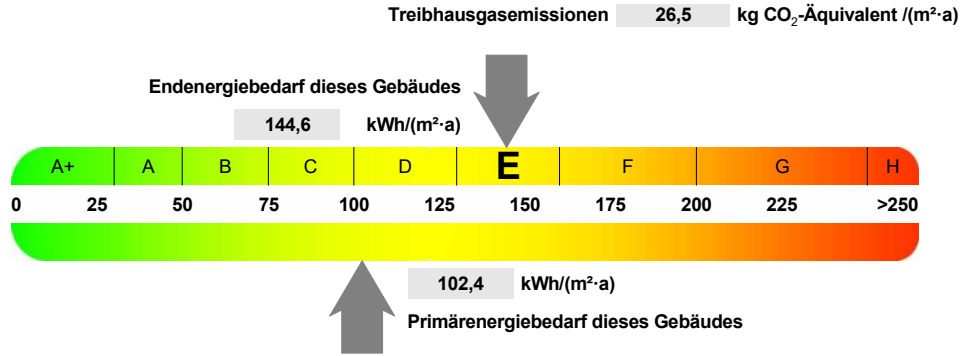 Treibhausgasemissionen 26,5 kg CO₂-Äquivalent /(m²·a)
Endenergiebedarf dieses Gebäudes
144,6 kWh/(m²·a)
A+ A B C D E F G H
0 25 50 75 100 125 150 175 200 225 >250
102,4 kWh/(m²·a)
Primärenergiebedarf dieses Gebäudes